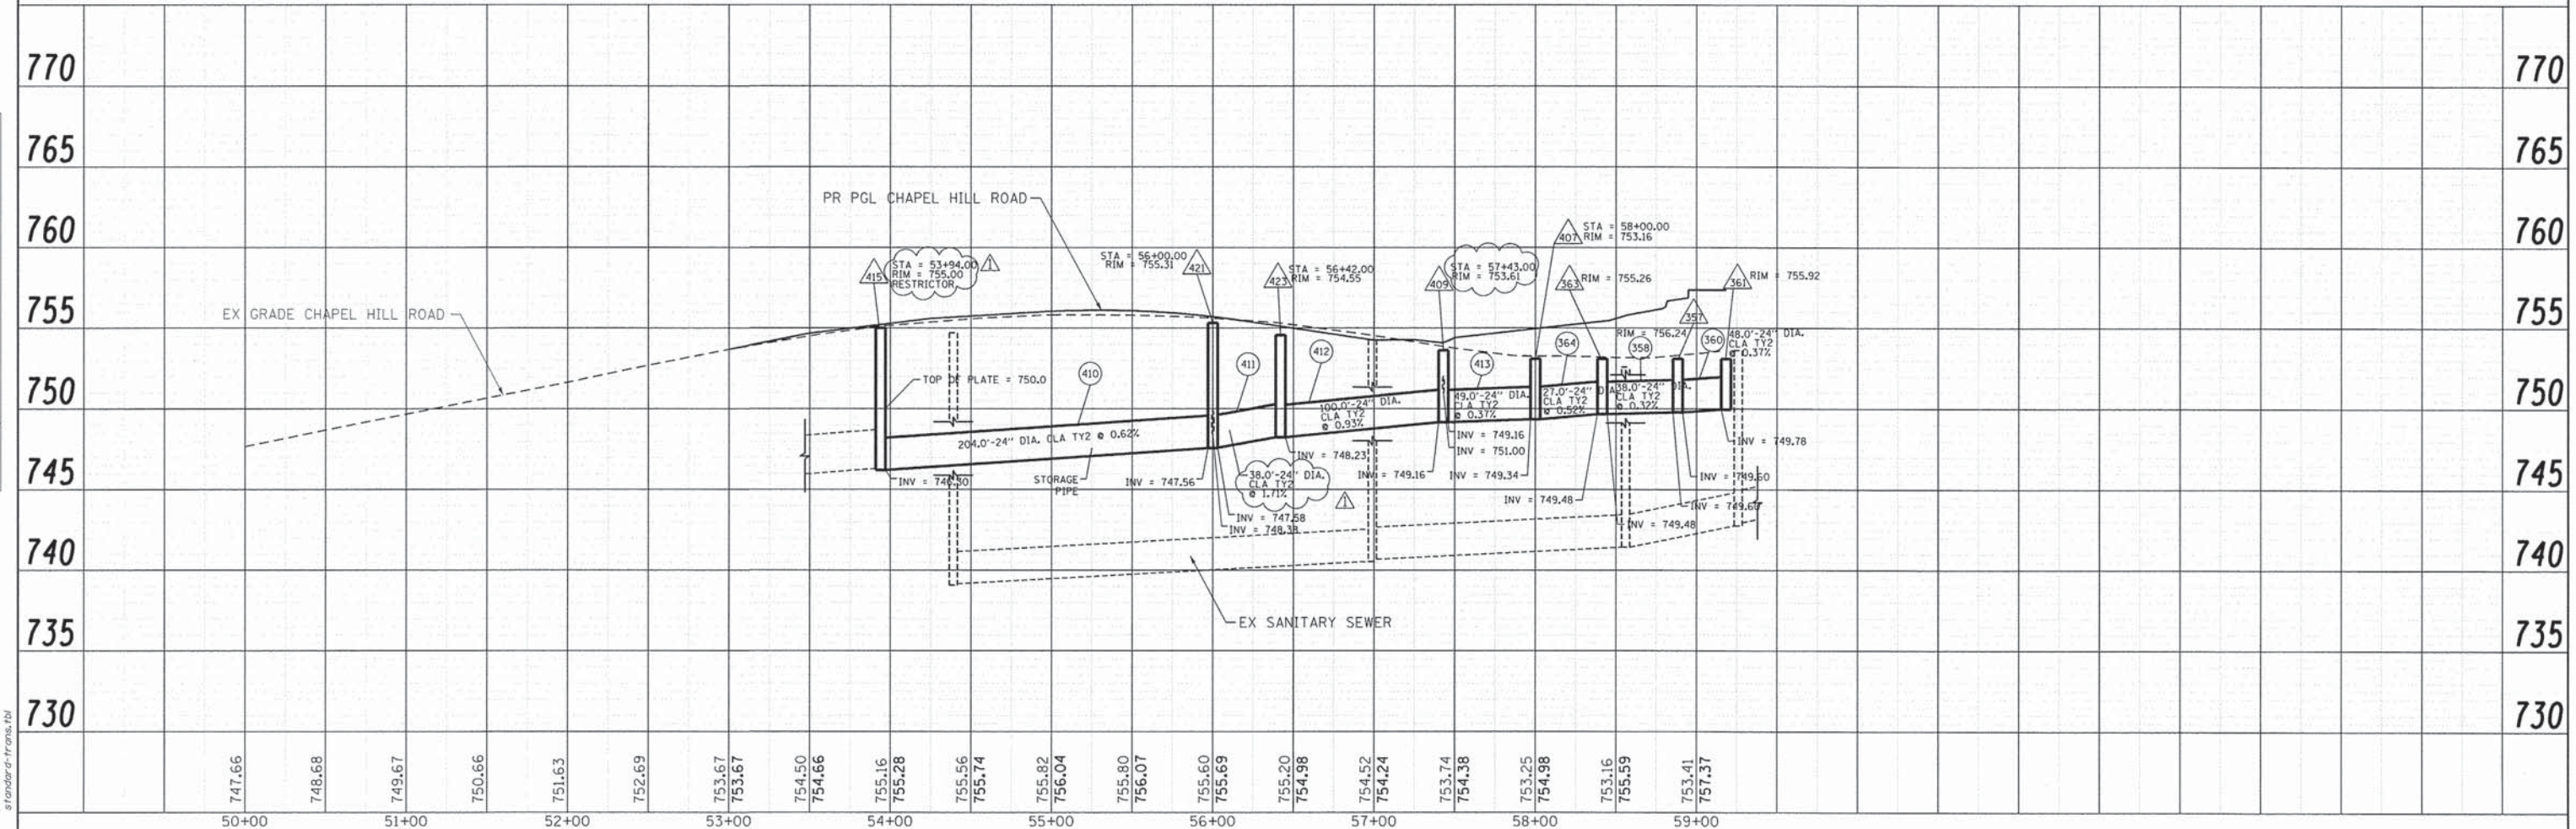 770
770
765
765
760
760
755
755
750
750
745
745
740
740
735
735
730
730
standard-trans.tbl
PR PGL CHAPEL HILL ROAD
EX GRADE CHAPEL HILL ROAD
415
STA = 53+94.00
RIM = 755.00
RESTRICTOR
1
STA = 56+00.00
RIM = 755.31
421
423
STA = 56+42.00
RIM = 754.55
409
STA = 57+43.00
RIM = 753.61
407
STA = 58+00.00
RIM = 753.16
363
RIM = 755.26
361
RIM = 755.92
357
RIM = 756.24
TOP OF PLATE = 750.0
410
411
412
413
364
358
360
48.0'-24" DIA.
CLA TY2
@ 0.37%
204.0'-24" DIA. CLA TY2 @ 0.62%
100.0'-24" DIA.
CLA TY2
@ 0.93%
49.0'-24" DIA.
CLA TY2
@ 0.37%
27.0'-24" DIA.
CLA TY2
@ 0.52%
38.0'-24" DIA.
CLA TY2
@ 0.32%
38.0'-24" DIA.
CLA TY2
@ 1.71%
1
INV = 746.30
STORAGE
PIPE
INV = 747.56
INV = 747.58
INV = 748.38
INV = 748.23
INV = 749.16
INV = 749.16
INV = 751.00
INV = 749.34
INV = 749.48
INV = 749.48
INV = 749.60
INV = 749.60
INV = 749.78
EX SANITARY SEWER
747.66
748.68
749.67
750.66
751.63
752.69
753.67
753.67
754.50
754.66
755.16
755.28
755.56
755.74
755.82
756.04
755.80
756.07
755.60
755.69
755.20
754.98
754.52
754.24
753.74
754.38
753.25
754.98
753.16
755.59
753.41
757.37
50+00
51+00
52+00
53+00
54+00
55+00
56+00
57+00
58+00
59+00